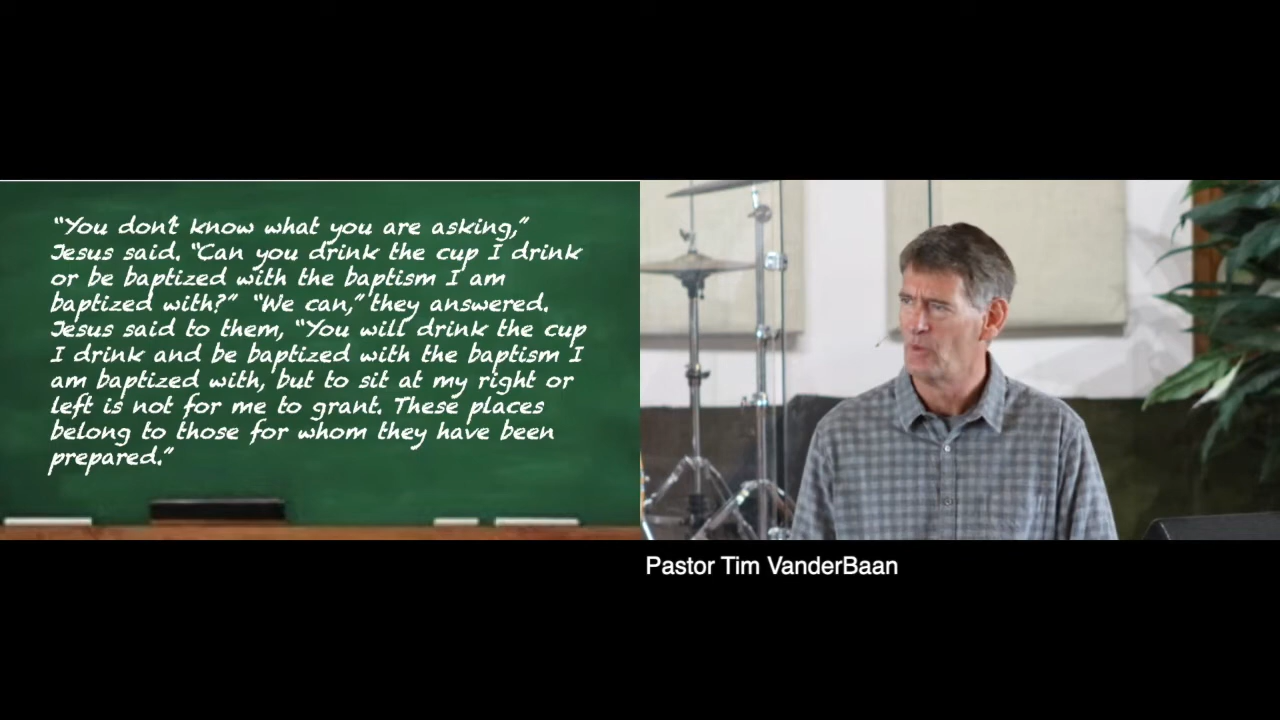 “You don’t know what you are asking,”
Jesus said. “Can you drink the cup I drink
or be baptized with the baptism I am
baptized with?” “We can,” they answered.
Jesus said to them, “You will drink the cup
I drink and be baptized with the baptism I
am baptized with, but to sit at my right or
left is not for me to grant. These places
belong to those for whom they have been
prepared.”
Pastor Tim VanderBaan